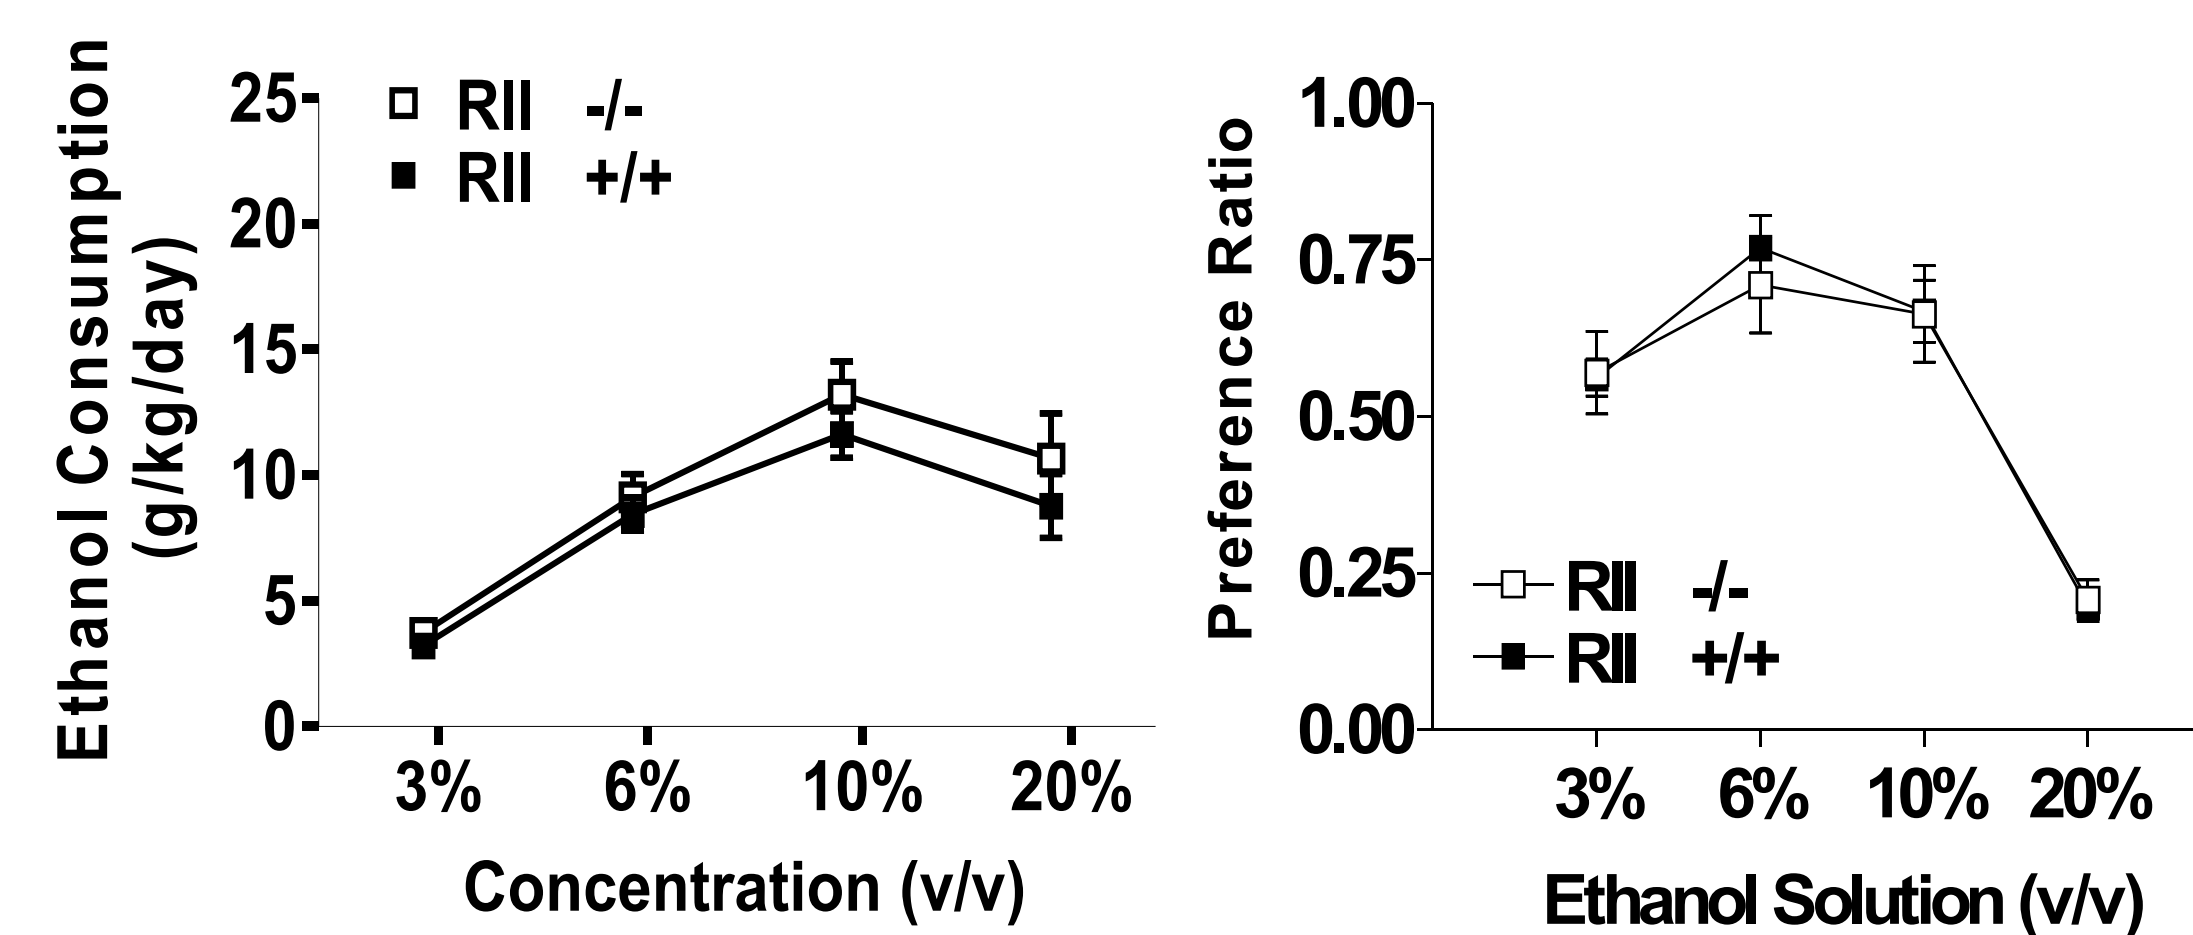 Ethanol Consumption
(g/kg/day)
25
20
15
10
5
0
RII -/-
RII +/+
3% 6% 10% 20%
Concentration (v/v)
Preference Ratio
1.00
0.75
0.50
0.25
0.00
RII -/-
RII +/+
3% 6% 10% 20%
Ethanol Solution (v/v)